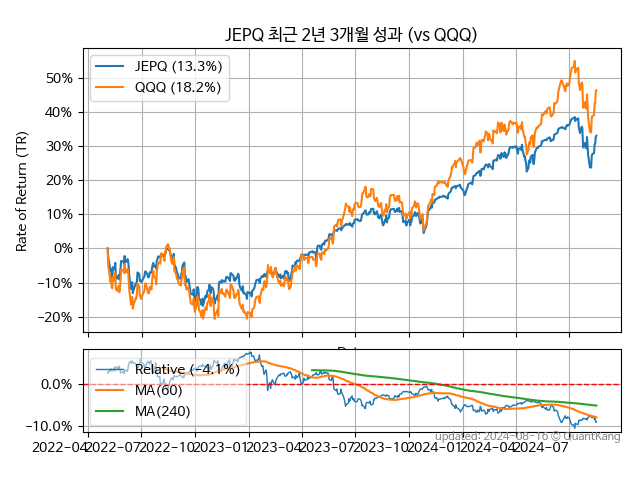 JEPQ 최근 2년 3개월 성과 (vs QQQ)
JEPQ (13.3%)
QQQ (18.2%)
Rate of Return (TR)
50%
40%
30%
20%
10%
0%
−10%
−20%
Relative (−4.1%)
MA(60)
MA(240)
0.0%
−10.0%
2022−04
2022−07
2022−10
2023−01
2023−04
2023−07
2023−10
2024−01
2024−04
2024−07
updated: 2024−08−16 © QuantKang